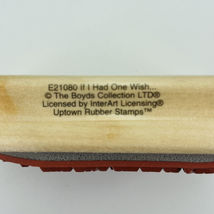 E21080 If I Had One Wish...
© The Boyds Collection LTD®
Licensed by InterArt Licensing®
Uptown Rubber Stamps™